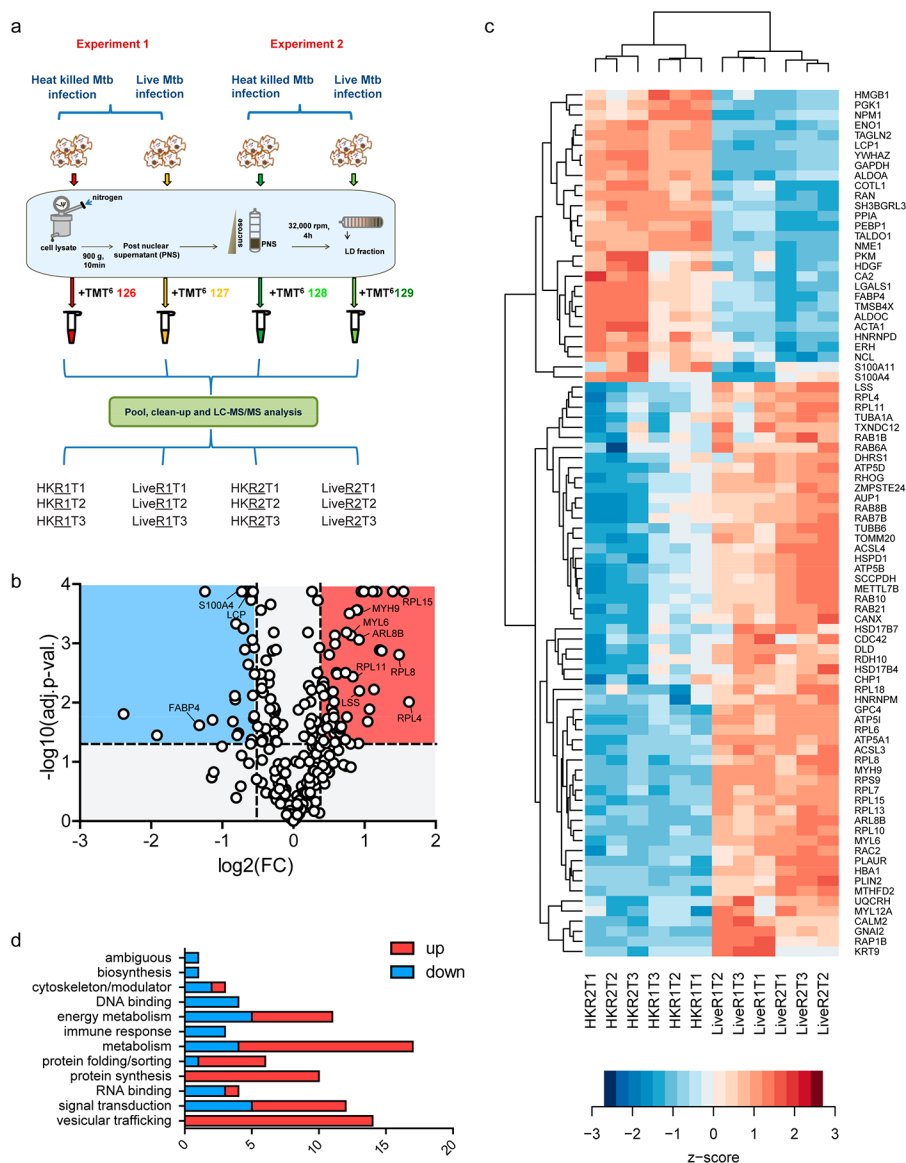 a
Experiment 1
Experiment 2
Heat killed Mtb
infection
Live Mtb
infection
Heat killed Mtb
infection
Live Mtb
infection
nitrogen
cell lysate
900 g,
10min
Post nuclear
supernatant (PNS)
sucrose
PNS
32,000 rpm,
4h
LD fraction
+TMT⁶ 126
+TMT⁶ 127
+TMT⁶ 128
+TMT⁶129
Pool, clean-up and LC-MS/MS analysis
HKR1T1
HKR1T2
HKR1T3
LiveR1T1
LiveR1T2
LiveR1T3
HKR2T1
HKR2T2
HKR2T3
LiveR2T1
LiveR2T2
LiveR2T3
b
-log10(adj.p-val.)
4
3
2
1
0
-3
-2
-1
0
1
2
log2(FC)
S100A4
LCP
FABP4
RPL15
MYH9
MYL6
ARL8B
RPL11
RPL8
LSS
RPL4
c
HMGB1
PGK1
NPM1
ENO1
TAGLN2
LCP1
YWHAZ
GAPDH
ALDOA
COTL1
RAN
SH3BGRL3
PPIA
PEBP1
TALDO1
NME1
PKM
HDGF
CA2
LGALS1
FABP4
TMSB4X
ALDOC
ACTA1
HNRNPD
ERH
NCL
S100A11
S100A4
LSS
RPL4
RPL11
TUBA1A
TXNDC12
RAB1B
RAB6A
DHRS1
ATP5D
RHOG
ZMPSTE24
AUP1
RAB8B
RAB7B
TUBB6
TOMM20
ACSL4
HSPD1
ATP5B
SCCPDH
METTL7B
RAB10
RAB21
CANX
HSD17B7
CDC42
DLD
RDH10
HSD17B4
CHP1
RPL18
HNRNPM
GPC4
ATP5I
RPL6
ATP5A1
ACSL3
RPL8
MYH9
RPS9
RPL7
RPL15
RPL13
ARL8B
RPL10
MYL6
RAC2
PLAUR
HBA1
PLIN2
MTHFD2
UQCRH
MYL12A
CALM2
GNAI2
RAP1B
KRT9
HKR2T1
HKR2T2
HKR2T3
HKR1T3
HKR1T2
HKR1T1
LiveR1T2
LiveR1T3
LiveR1T1
LiveR2T1
LiveR2T3
LiveR2T2
−3
−2
−1
0
1
2
3
z−score
d
up
down
ambiguous
biosynthesis
cytoskeleton/modulator
DNA binding
energy metabolism
immune response
metabolism
protein folding/sorting
protein synthesis
RNA binding
signal transduction
vesicular trafficking
0
5
10
15
20